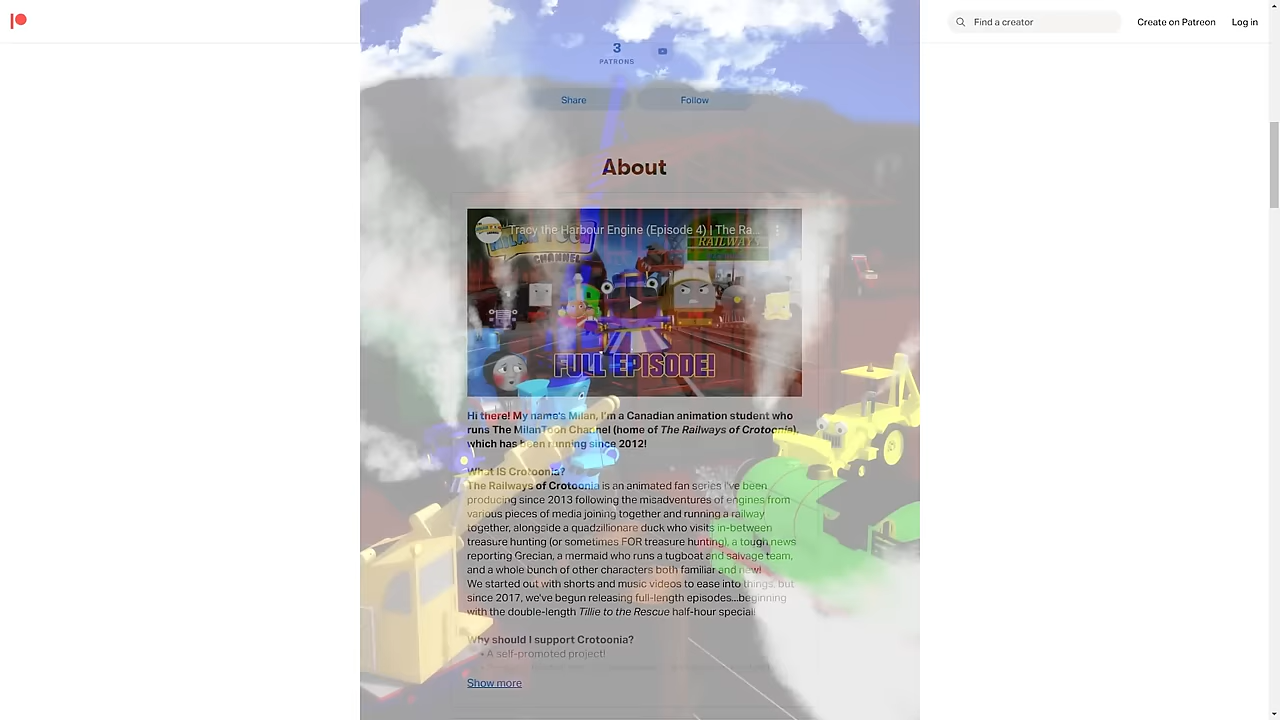 Find a creator
Create on Patreon
Log in
3
PATRONS
Share
Follow
About
Tracy the Harbour Engine (Episode 4) | The Ra...
MILANTOON
CHANNEL
RAILWAYS
FULL EPISODE!
Hi there! My name's Milan, I'm a Canadian animation student who
runs The MilanToon Channel (home of The Railways of Crotoonia),
which has been running since 2012!
What IS Crotoonia?
The Railways of Crotoonia is an animated fan series I've been
producing since 2013 following the misadventures of engines from
various pieces of media joining together and running a railway
together, alongside a quadzillionare duck who visits in-between
treasure hunting (or sometimes FOR treasure hunting), a tough news
reporting Grecian, a mermaid who runs a tugboat and salvage team,
and a whole bunch of other characters both familiar and new!
We started out with shorts and music videos to ease into things, but
since 2017, we've begun releasing full-length episodes...beginning
with the double-length Tillie to the Rescue half-hour special!
Why should I support Crotoonia?
• A self-promoted project!
Show more